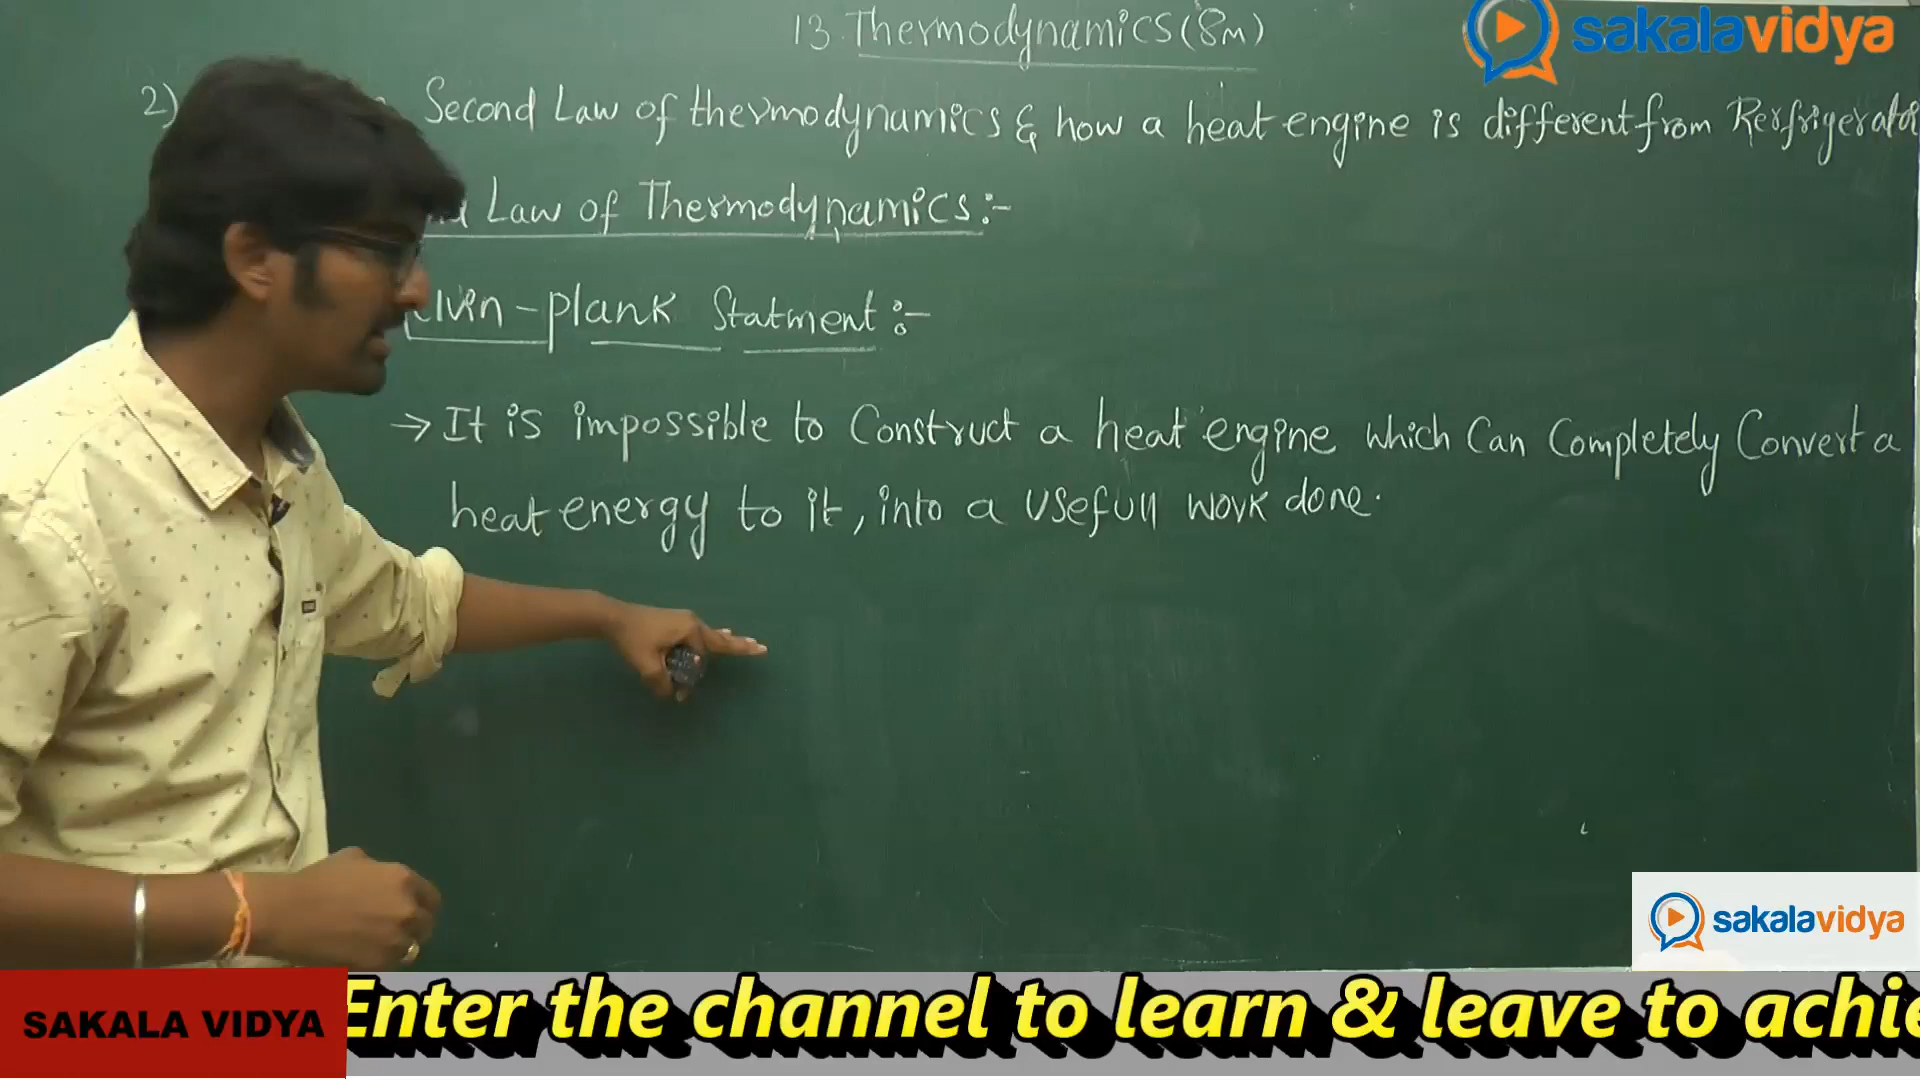 13. Thermodynamics (8M)
sakalavidya
2) Second Law of thermodynamics & how a heat engine is different from Rerfrigerator
Law of Thermodynamics:-
elvin-plank Statment:-
→ It is impossible to Construct a heat engine which Can Completely Convert a
heat energy to it, into a usefull work done.
sakalavidya
SAKALA VIDYA
Enter the channel to learn & leave to achie